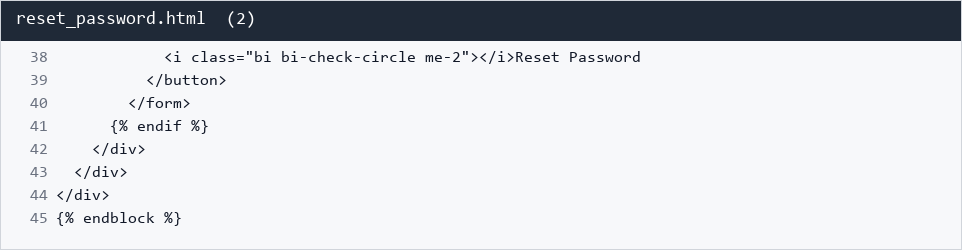 reset_password.html (2)
38             <i class="bi bi-check-circle me-2"></i>Reset Password
39           </button>
40         </form>
41       {% endif %}
42     </div>
43   </div>
44 </div>
45 {% endblock %}